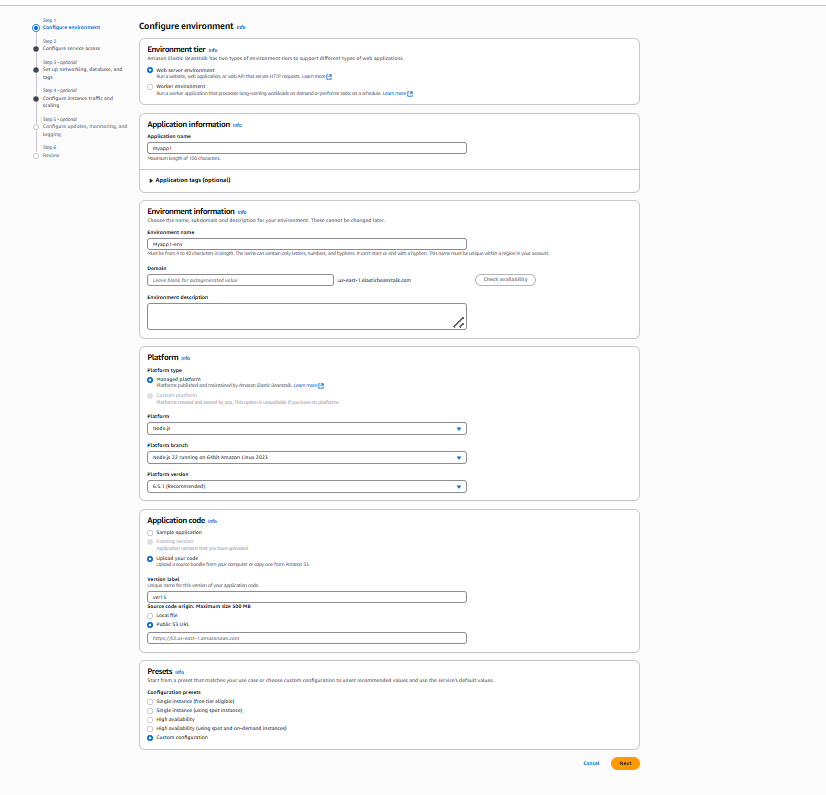 Step 1
Configure environment
Step 2
Configure service access
Step 3 - optional
Set up networking, database, and
tags
Step 4 - optional
Configure instance traffic and
scaling
Step 5 - optional
Configure updates, monitoring, and
logging
Step 6
Review
Configure environment Info
Environment tier Info
Amazon Elastic Beanstalk has two types of environment tiers to support different types of web applications.
Web server environment
Run a website, web application, or web API that serves HTTP requests. Learn more
Worker environment
Run a worker application that processes long-running workloads on demand or performs tasks on a schedule. Learn more
Application information Info
Application name
myapp1
Maximum length of 100 characters.
Application tags (optional)
Environment information Info
Choose the name, subdomain and description for your environment. These cannot be changed later.
Environment name
Myapp1-env
Must be from 4 to 40 characters in length. The name can contain only letters, numbers, and hyphens. It can't start or end with a hyphen. This name must be unique within a region in your account.
Domain
Leave blank for autogenerated value .us-east-1.elasticbeanstalk.com Check availability
Environment description
Platform Info
Platform type
Managed platform
Platforms published and maintained by Amazon Elastic Beanstalk. Learn more
Custom platform
Platforms created and owned by you. This option is unavailable if you have no platforms.
Platform
Node.js
Platform branch
Node.js 22 running on 64bit Amazon Linux 2023
Platform version
6.5.1 (Recommended)
Application code Info
Sample application
Existing version
Application versions that you have uploaded.
Upload your code
Upload a source bundle from your computer or copy one from Amazon S3.
Version label
Unique name for this version of your application code.
Source code origin. Maximum size 500 MB
Local file
Public S3 URL
https://s3.us-east-1.amazonaws.com
Presets Info
Start from a preset that matches your use case or choose custom configuration to unset recommended values and use the service's default values.
Configuration presets
Single instance (free tier eligible)
Single instance (using spot instance)
High availability
High availability (using spot and on-demand instances)
Custom configuration
Cancel Next